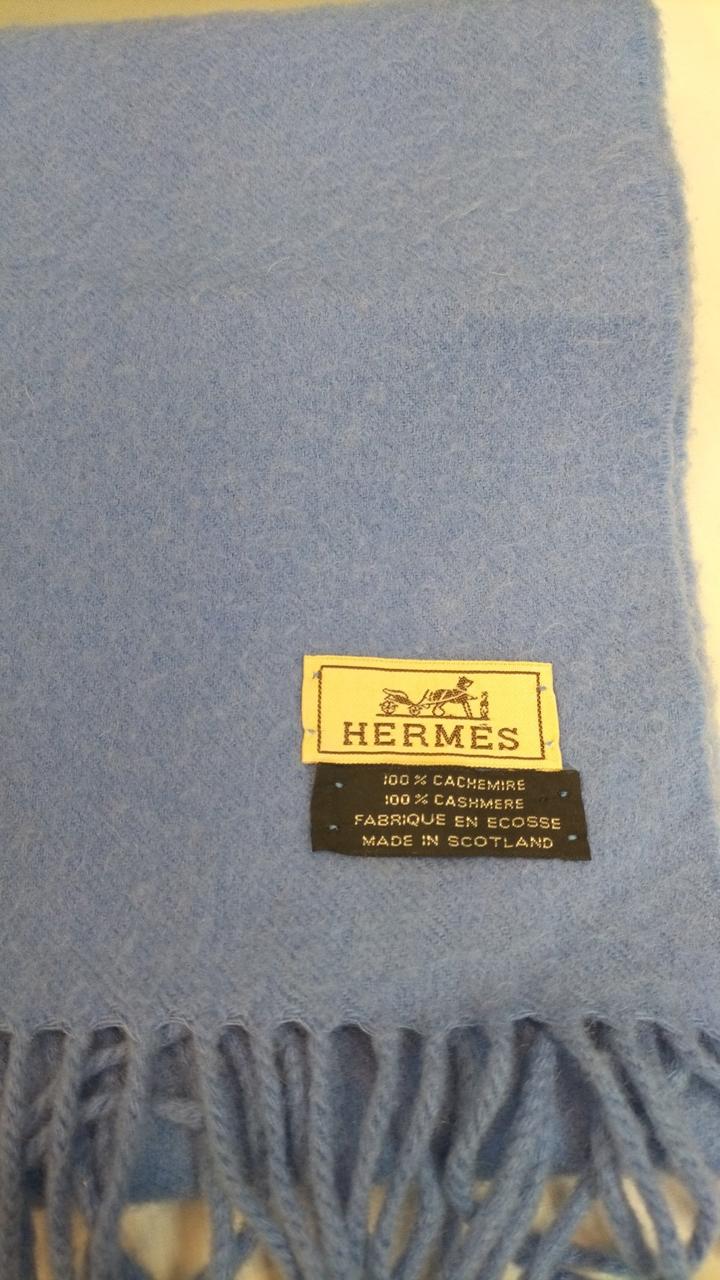 HERMÈS
100 % CACHEMIRE
100 % CASHMERE
FABRIQUE EN ECOSSE
MADE IN SCOTLAND